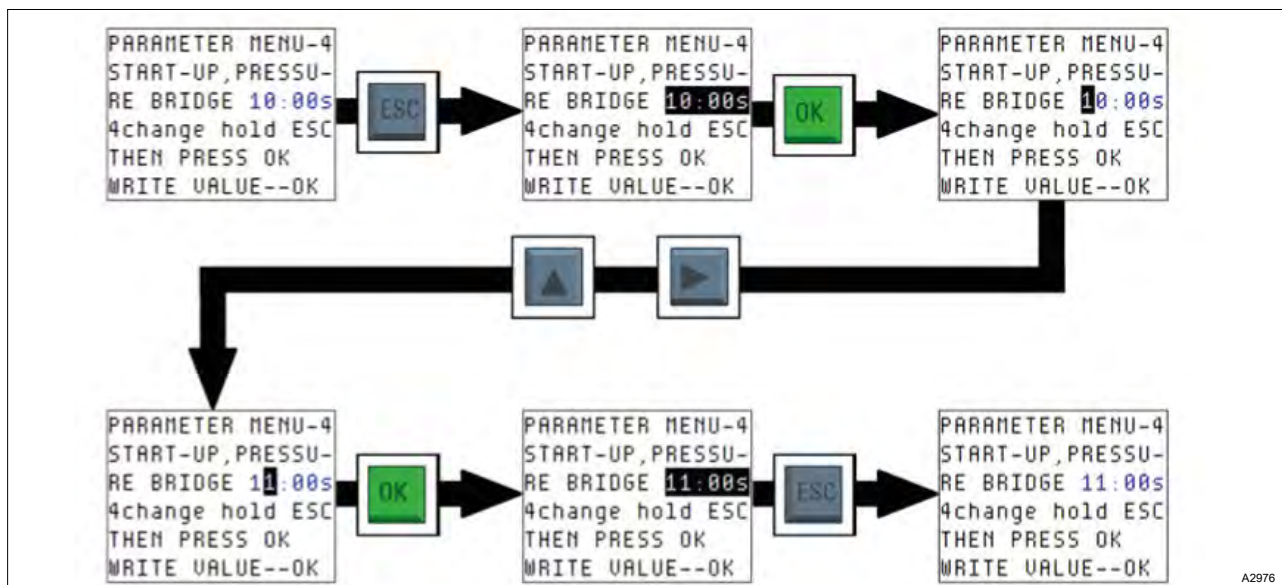 PARAMETER MENU-4
START-UP,PRESSU-
RE BRIDGE 10:00s
4change hold ESC
THEN PRESS OK
WRITE VALUE--OK
ESC
PARAMETER MENU-4
START-UP,PRESSU-
RE BRIDGE 10:00s
4change hold ESC
THEN PRESS OK
WRITE VALUE--OK
OK
PARAMETER MENU-4
START-UP,PRESSU-
RE BRIDGE 10:00s
4change hold ESC
THEN PRESS OK
WRITE VALUE--OK
PARAMETER MENU-4
START-UP,PRESSU-
RE BRIDGE 11:00s
4change hold ESC
THEN PRESS OK
WRITE VALUE--OK
OK
PARAMETER MENU-4
START-UP,PRESSU-
RE BRIDGE 11:00s
4change hold ESC
THEN PRESS OK
WRITE VALUE--OK
ESC
PARAMETER MENU-4
START-UP,PRESSU-
RE BRIDGE 11:00s
4change hold ESC
THEN PRESS OK
WRITE VALUE--OK
A2976